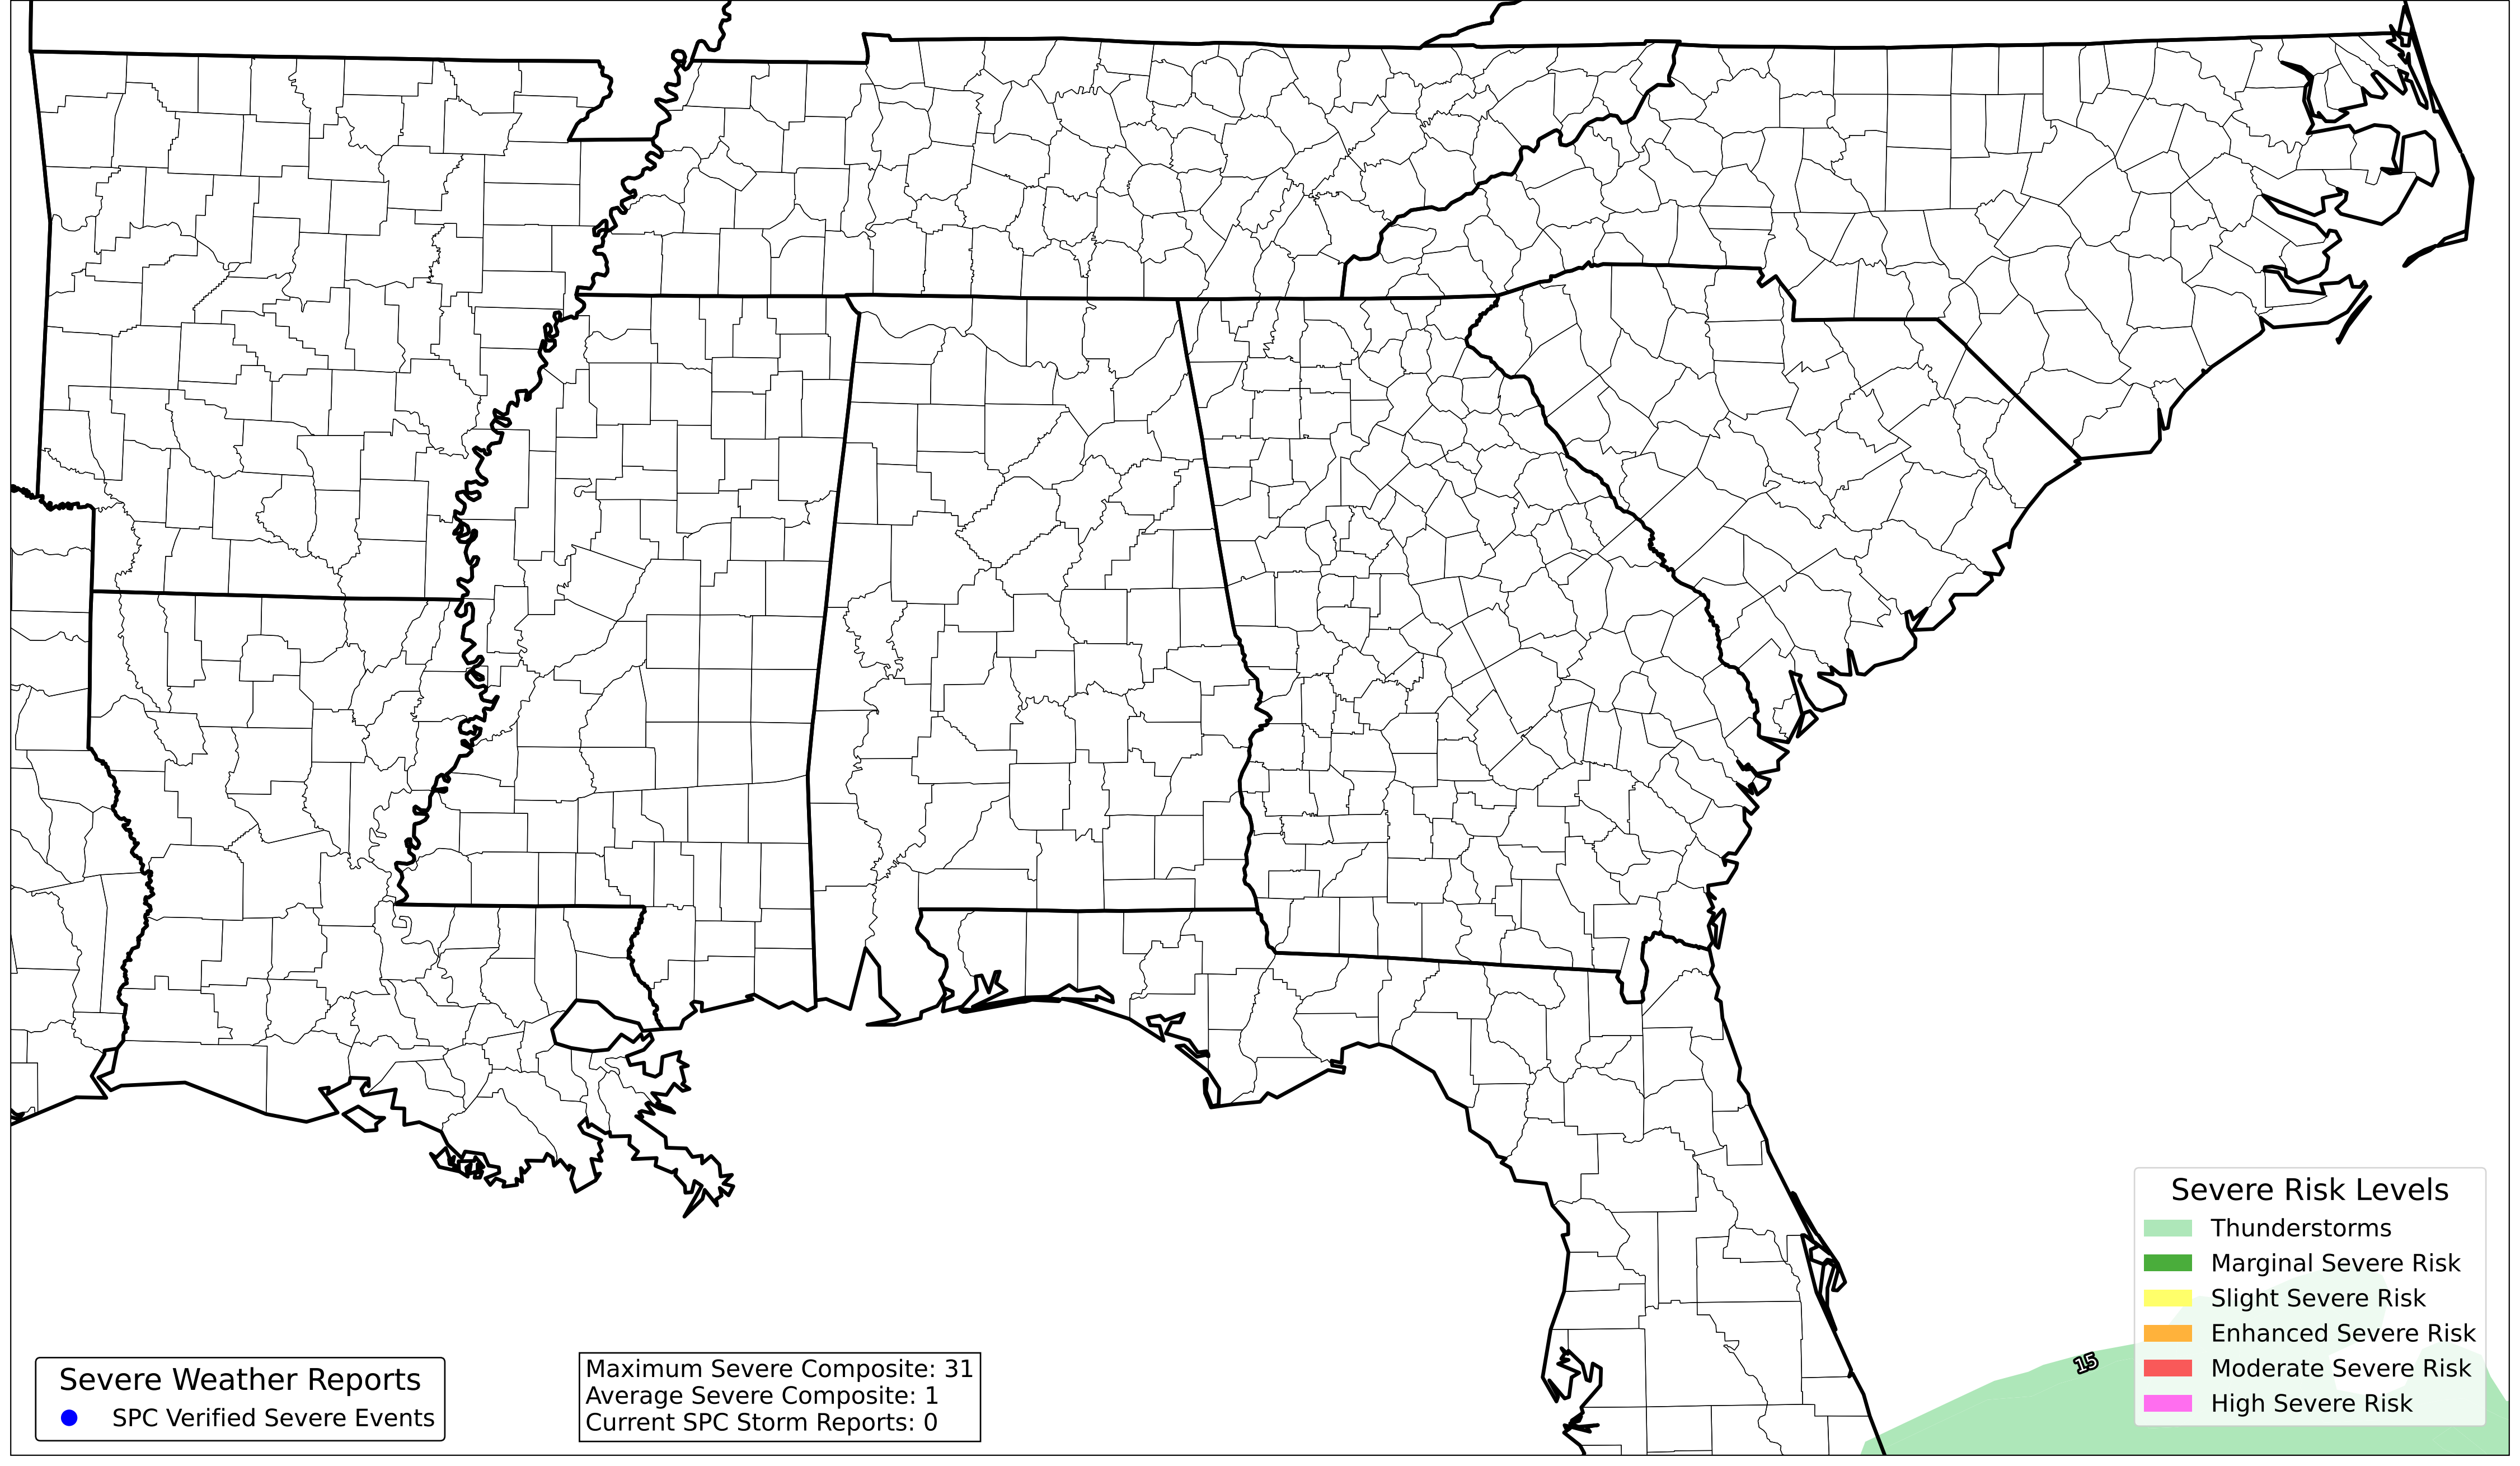 Severe Risk Levels
Thunderstorms
Marginal Severe Risk
Slight Severe Risk
Enhanced Severe Risk
Moderate Severe Risk
High Severe Risk
15
Severe Weather Reports
SPC Verified Severe Events
Maximum Severe Composite: 31
Average Severe Composite: 1
Current SPC Storm Reports: 0